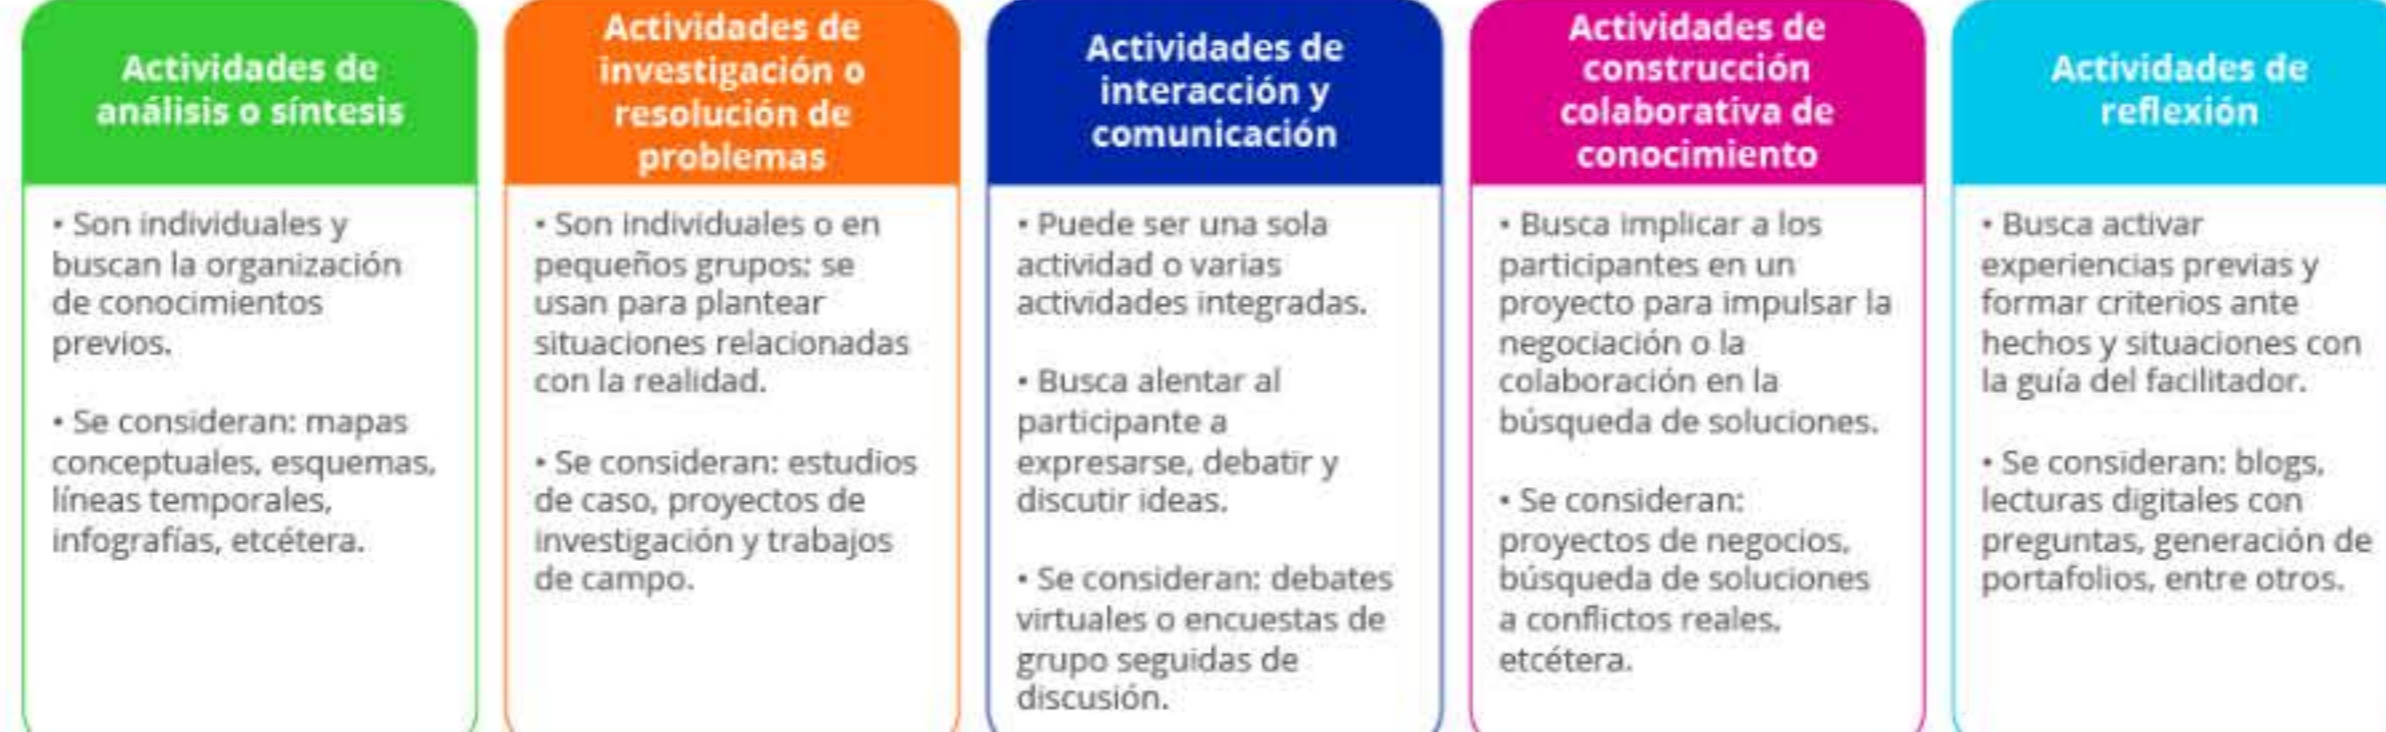 Actividades de
análisis o síntesis
• Son individuales y
buscan la organización
de conocimientos
previos.
• Se consideran: mapas
conceptuales, esquemas,
líneas temporales,
infografías, etcétera.
Actividades de
investigación o
resolución de
problemas
• Son individuales o en
pequeños grupos: se
usan para plantear
situaciones relacionadas
con la realidad.
• Se consideran: estudios
de caso, proyectos de
investigación y trabajos
de campo.
Actividades de
interacción y
comunicación
• Puede ser una sola
actividad o varias
actividades integradas.
• Busca alentar al
participante a
expresarse, debatir y
discutir ideas.
• Se consideran: debates
virtuales o encuestas de
grupo seguidas de
discusión.
Actividades de
construcción
colaborativa de
conocimiento
• Busca implicar a los
participantes en un
proyecto para impulsar la
negociación o la
colaboración en la
búsqueda de soluciones.
• Se consideran:
proyectos de negocios,
búsqueda de soluciones
a conflictos reales,
etcétera.
Actividades de
reflexión
• Busca activar
experiencias previas y
formar criterios ante
hechos y situaciones con
la guía del facilitador.
• Se consideran: blogs,
lecturas digitales con
preguntas, generación de
portafolios, entre otros.